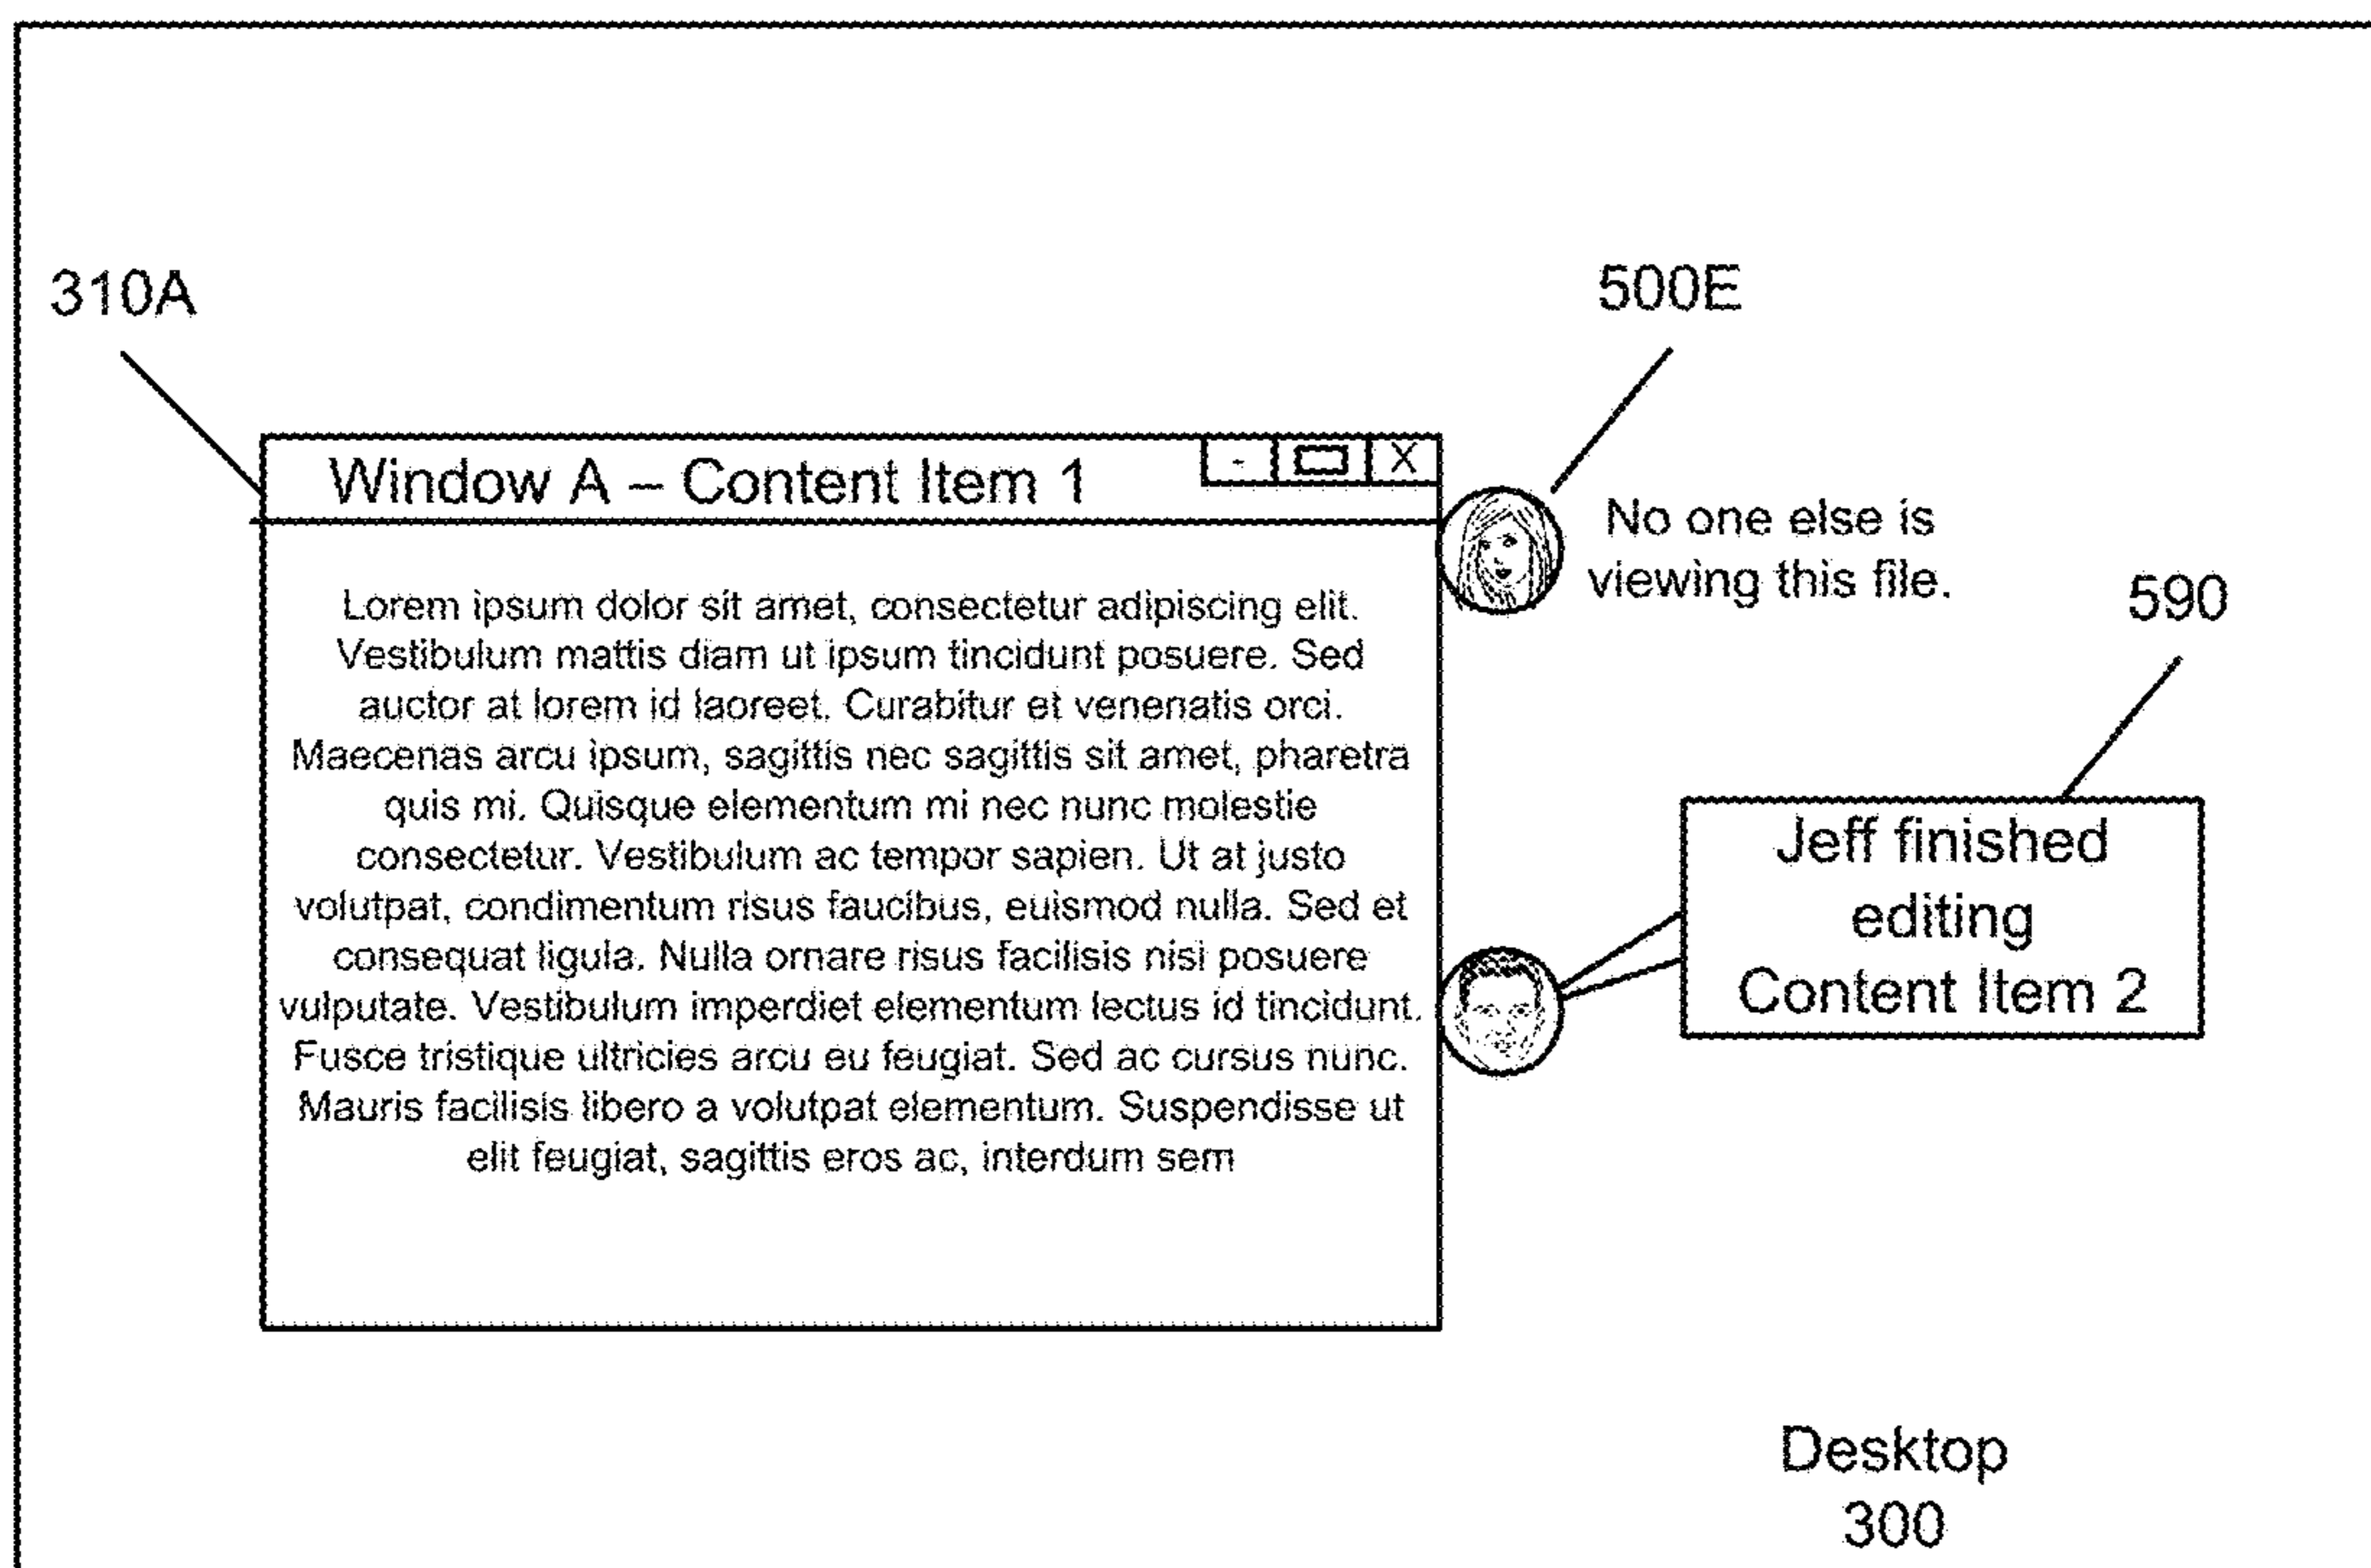 310A
500E
Window A – Content Item 1
- X
No one else is
viewing this file.
590
Lorem ipsum dolor sit amet, consectetur adipiscing elit.
Vestibulum mattis diam ut ipsum tincidunt posuere. Sed
auctor at lorem id laoreet. Curabitur et venenatis orci.
Maecenas arcu ipsum, sagittis nec sagittis sit amet, pharetra
quis mi. Quisque elementum mi nec nunc molestie
consectetur. Vestibulum ac tempor sapien. Ut at justo
volutpat, condimentum risus faucibus, euismod nulla. Sed et
consequat ligula. Nulla ornare risus facilisis nisi posuere
vulputate. Vestibulum imperdiet elementum lectus id tincidunt.
Fusce tristique ultricies arcu eu feugiat. Sed ac cursus nunc.
Mauris facilisis libero a volutpat elementum. Suspendisse ut
elit feugiat, sagittis eros ac, interdum sem
Jeff finished
editing
Content Item 2
Desktop
300